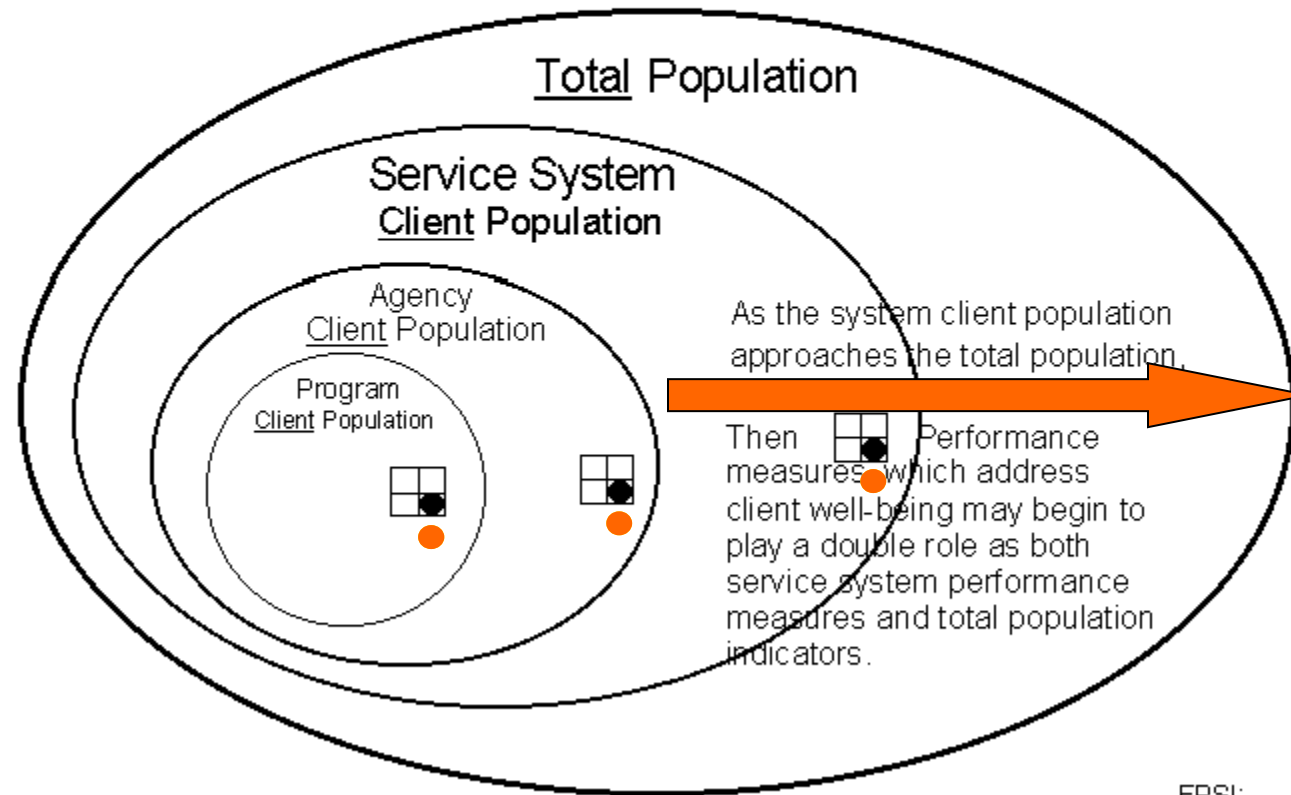 Total Population
Service System
Client Population
Agency
Client Population
Program
Client Population
As the system client population
approaches the total population,
Then Performance
measures, which address
client well-being may begin to
play a double role as both
service system performance
measures and total population
indicators.